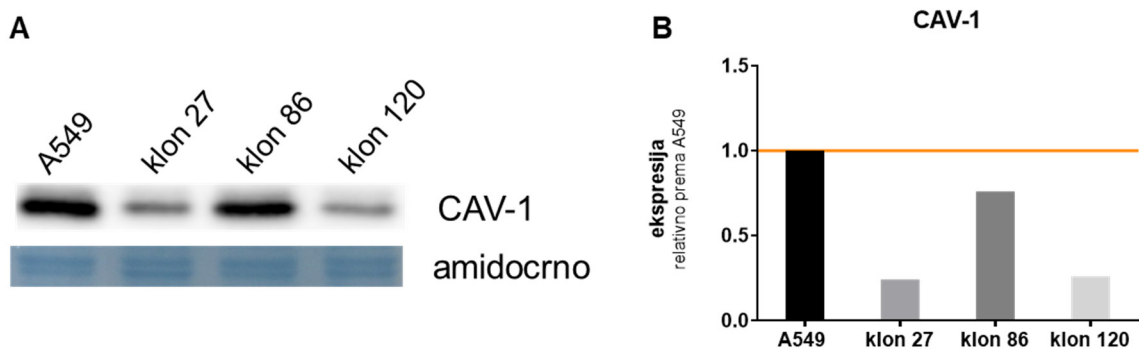 A
A549
klon 27
klon 86
klon 120
CAV-1
amidocrno
B
CAV-1
ekspresija
relativno prema A549
1.5
1.0
0.5
0.0
A549
klon 27
klon 86
klon 120